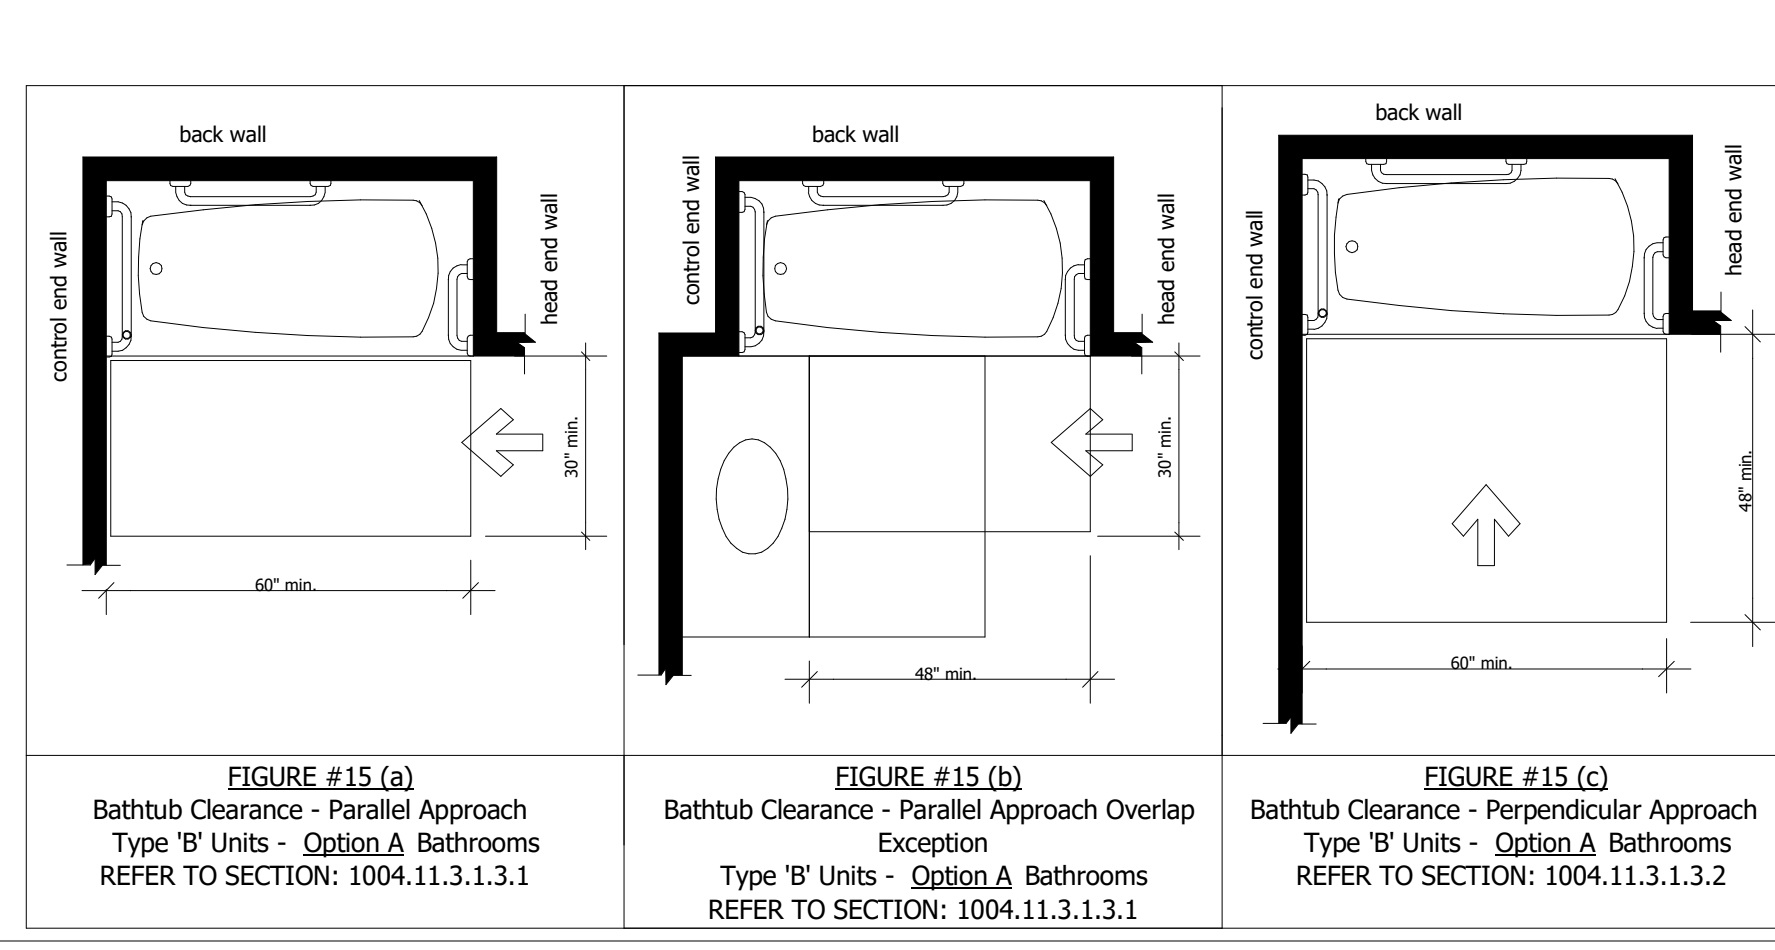 back wall
control end wall
head end wall
30" min.
60" min.
FIGURE #15 (a)
Bathtub Clearance - Parallel Approach
Type 'B' Units - Option A Bathrooms
REFER TO SECTION: 1004.11.3.1.3.1
back wall
control end wall
head end wall
30" min.
48" min.
FIGURE #15 (b)
Bathtub Clearance - Parallel Approach Overlap
Exception
Type 'B' Units - Option A Bathrooms
REFER TO SECTION: 1004.11.3.1.3.1
back wall
control end wall
head end wall
48" min.
60" min.
FIGURE #15 (c)
Bathtub Clearance - Perpendicular Approach
Type 'B' Units - Option A Bathrooms
REFER TO SECTION: 1004.11.3.1.3.2